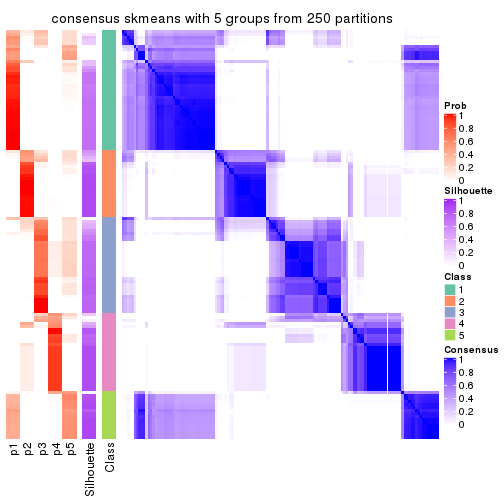 consensus skmeans with 5 groups from 250 partitions
Prob
1
0.8
0.6
0.4
0.2
0
Silhouette
1
0.8
0.6
0.4
0.2
0
Class
1
2
3
4
5
Consensus
1
0.8
0.6
0.4
0.2
0
p1
p2
p3
p4
p5
Silhouette
Class